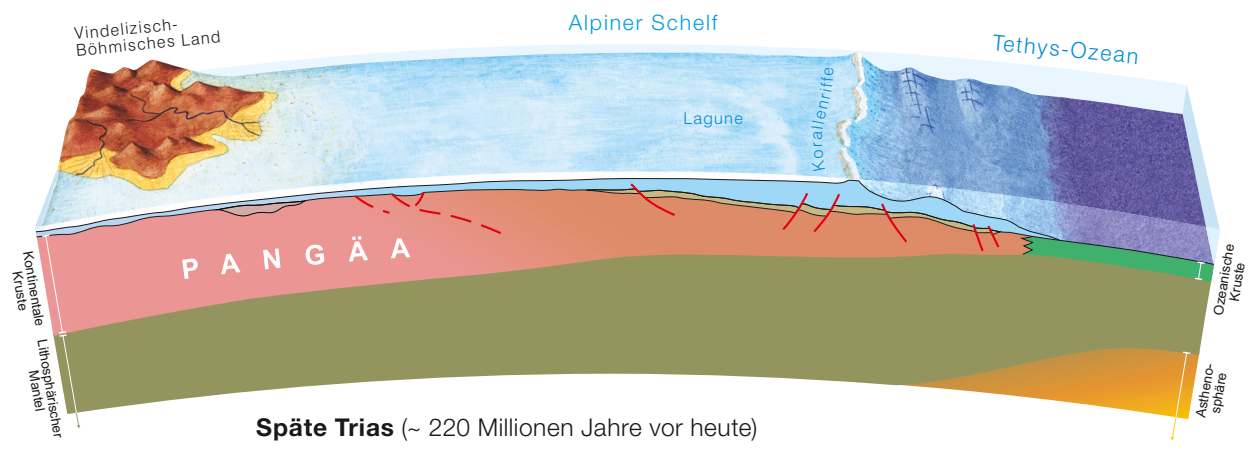 Vindelizisch-
Böhmisches Land
Alpiner Schelf
Tethys-Ozean
Lagune
Korallenriffe
PANGÄA
Kontinentale
Kruste
Lithosphärischer
Mantel
Ozeanische
Kruste
Astheno-
sphäre
Späte Trias (~ 220 Millionen Jahre vor heute)